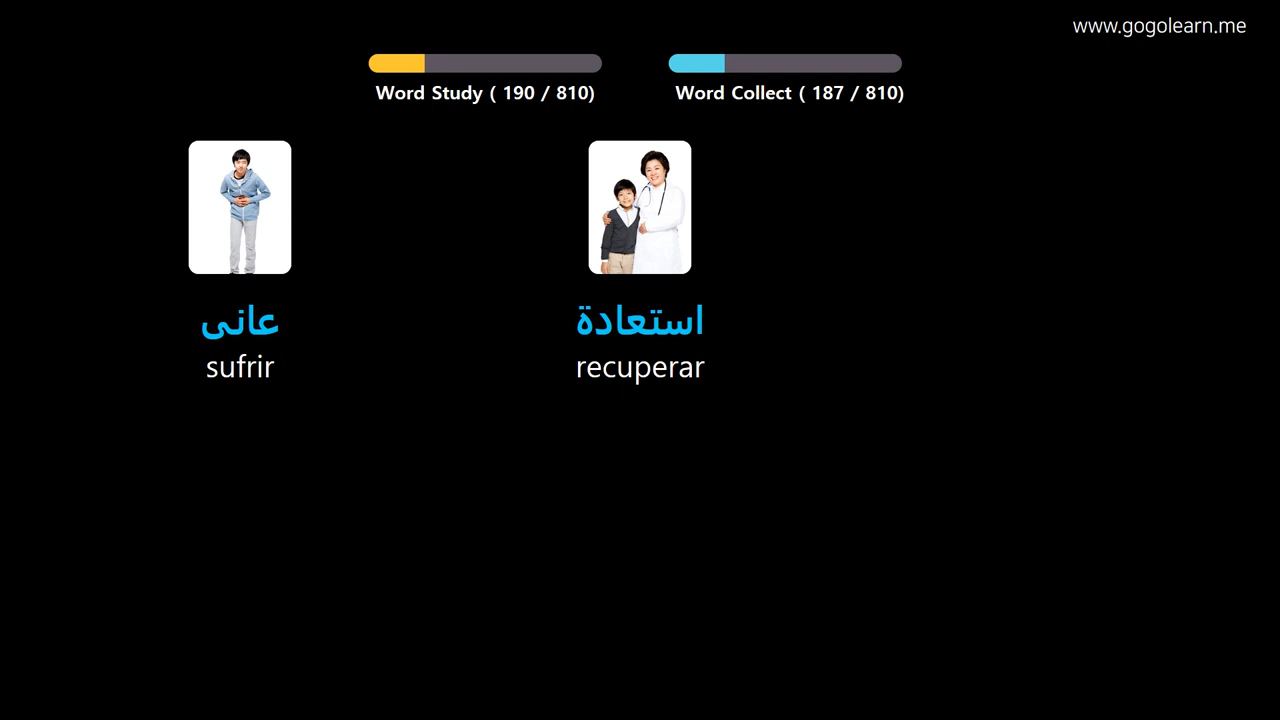 www.gogolearn.me
Word Study ( 190 / 810)
Word Collect ( 187 / 810)
عانى
sufrir
استعادة
recuperar